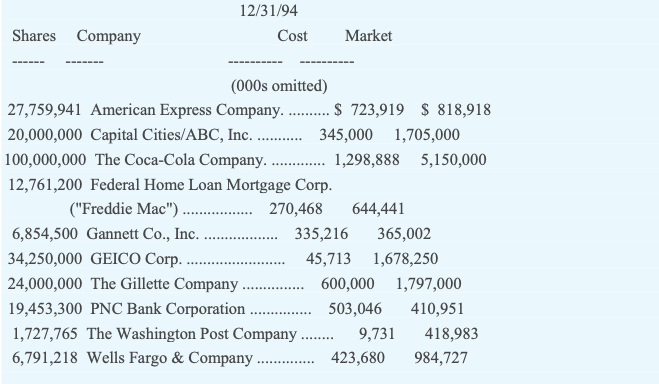 12/31/94
Shares Company Cost Market
------ ------- ---------- ----------
(000s omitted)
27,759,941 American Express Company. .......... $ 723,919 $ 818,918
20,000,000 Capital Cities/ABC, Inc. ........... 345,000 1,705,000
100,000,000 The Coca-Cola Company. ............. 1,298,888 5,150,000
12,761,200 Federal Home Loan Mortgage Corp.
("Freddie Mac") ................. 270,468 644,441
6,854,500 Gannett Co., Inc. .................. 335,216 365,002
34,250,000 GEICO Corp. ........................ 45,713 1,678,250
24,000,000 The Gillette Company ............... 600,000 1,797,000
19,453,300 PNC Bank Corporation ............... 503,046 410,951
1,727,765 The Washington Post Company ........ 9,731 418,983
6,791,218 Wells Fargo & Company .............. 423,680 984,727